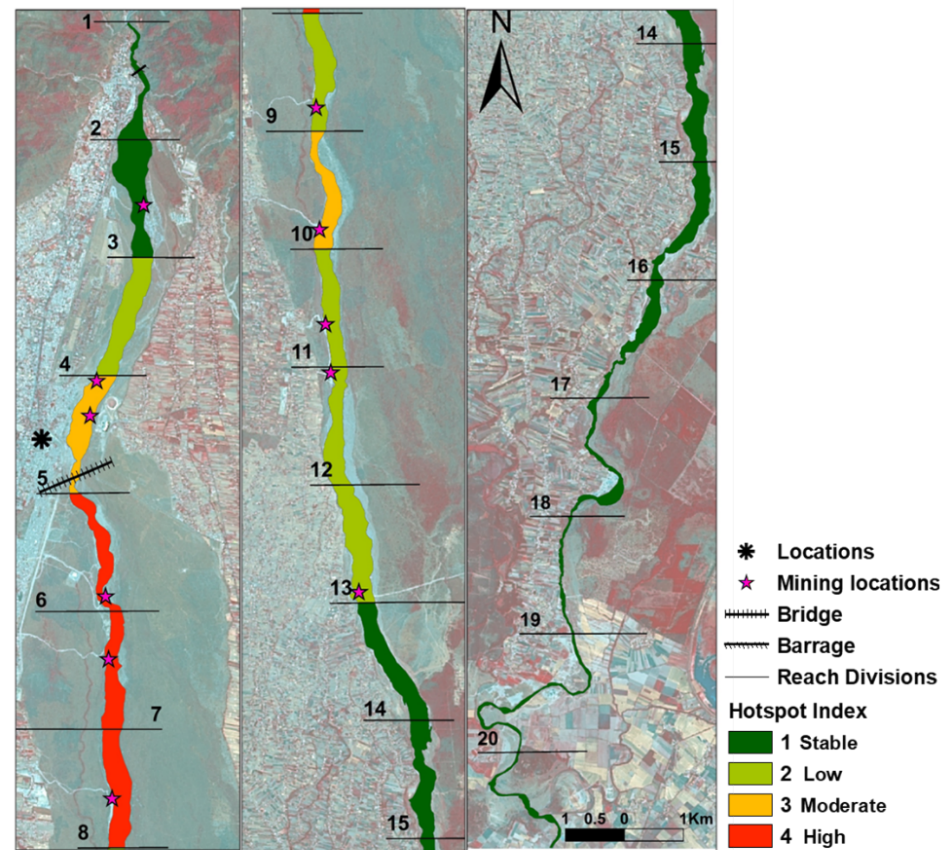 1
2
3
4
5
6
7
8
9
10
11
12
13
14
15
N
14
15
16
17
18
19
20
1 0.5 0 1Km
Locations
Mining locations
Bridge
Barrage
Reach Divisions
Hotspot Index
1 Stable
2 Low
3 Moderate
4 High